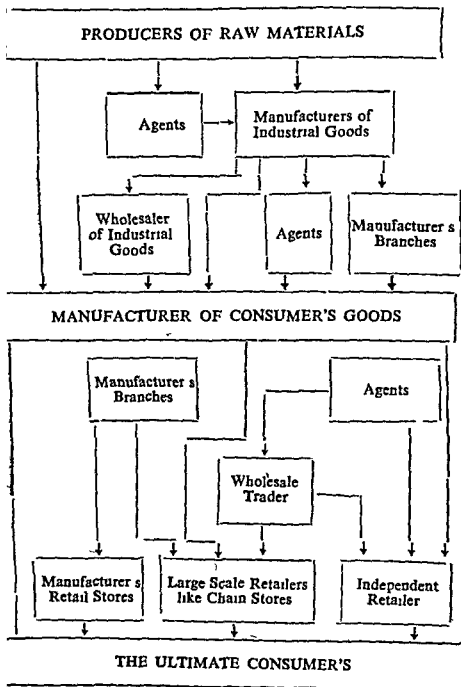 PRODUCERS OF RAW MATERIALS
Agents
Manufacturers of
Industrial Goods
Wholesaler
of Industrial
Goods
Agents
Manufacturer s
Branches
MANUFACTURER OF CONSUMER'S GOODS
Manufacturer s
Branches
Agents
Wholesale
Trader
Manufacturer s
Retail Stores
Large Scale Retailers
like Chain Stores
Independent
Retailer
THE ULTIMATE CONSUMER'S